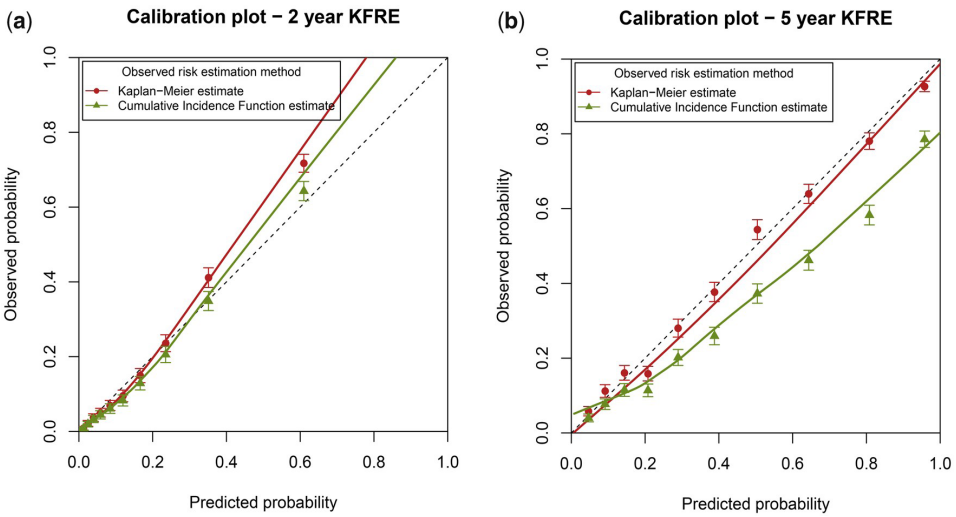 (a)
Calibration plot − 2 year KFRE
Observed risk estimation method
Kaplan−Meier estimate
Cumulative Incidence Function estimate
Observed probability
1.0
0.8
0.6
0.4
0.2
0.0
0.0 0.2 0.4 0.6 0.8 1.0
Predicted probability
(b)
Calibration plot − 5 year KFRE
Observed risk estimation method
Kaplan−Meier estimate
Cumulative Incidence Function estimate
Observed probability
1.0
0.8
0.6
0.4
0.2
0.0
0.0 0.2 0.4 0.6 0.8 1.0
Predicted probability